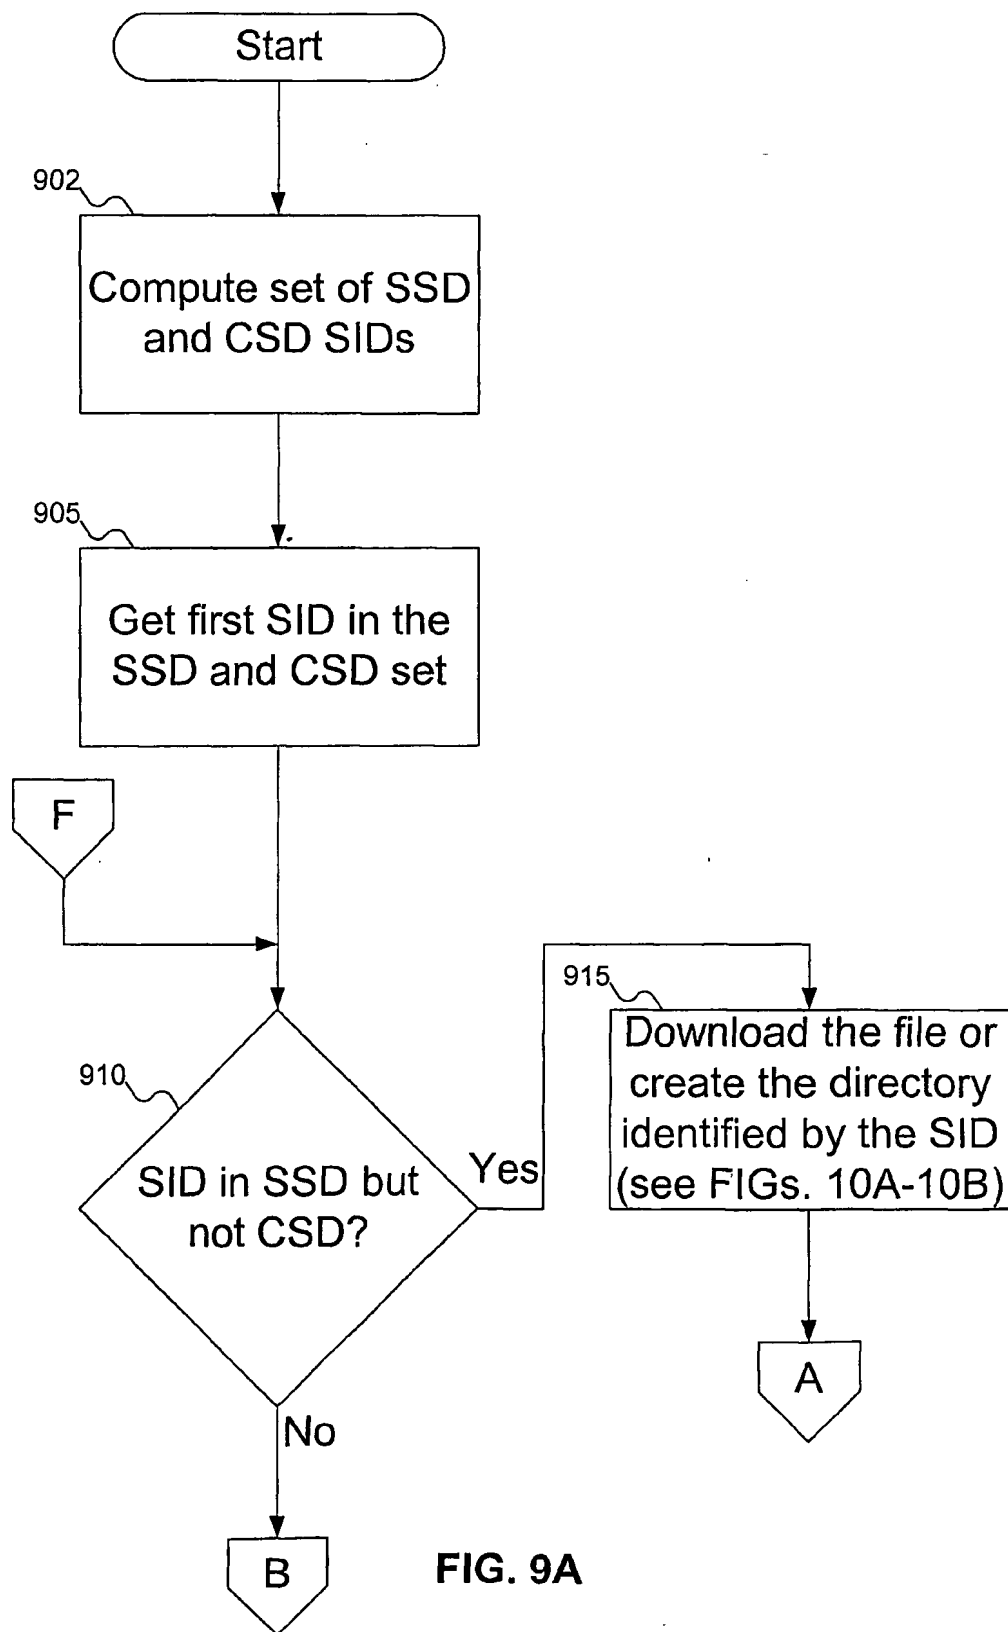 Start
902
Compute set of SSD
and CSD SIDs
905
Get first SID in the
SSD and CSD set
F
910
SID in SSD but
not CSD?
Yes
915
Download the file or
create the directory
identified by the SID
(see FIGs. 10A-10B)
A
No
B
FIG. 9A